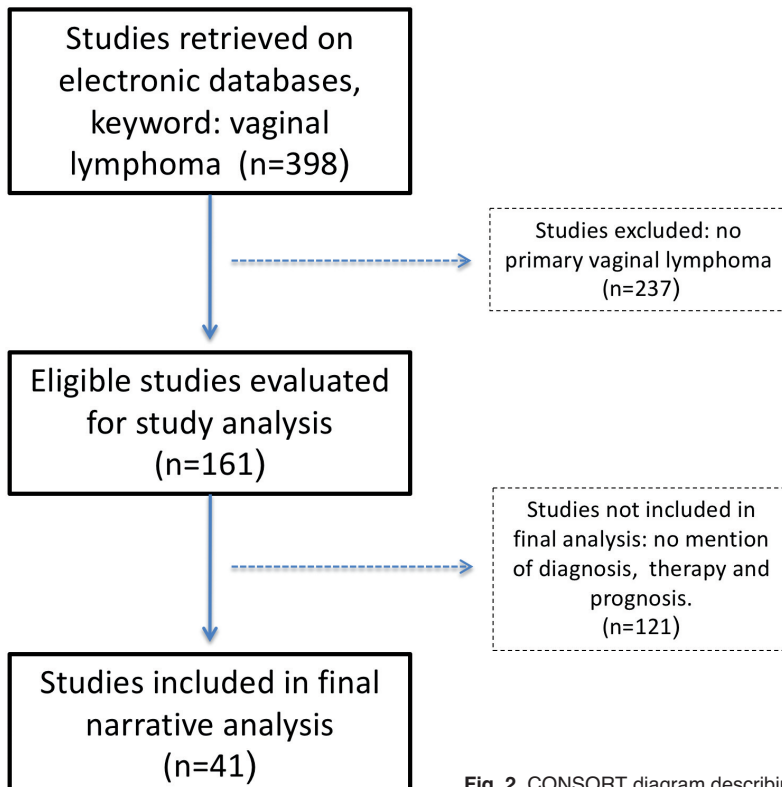 Studies retrieved on
electronic databases,
keyword: vaginal
lymphoma (n=398)
Studies excluded: no
primary vaginal lymphoma
(n=237)
Eligible studies evaluated
for study analysis
(n=161)
Studies not included in
final analysis: no mention
of diagnosis, therapy and
prognosis.
(n=121)
Studies included in final
narrative analysis
(n=41)
Fig. 2. CONSORT diagram